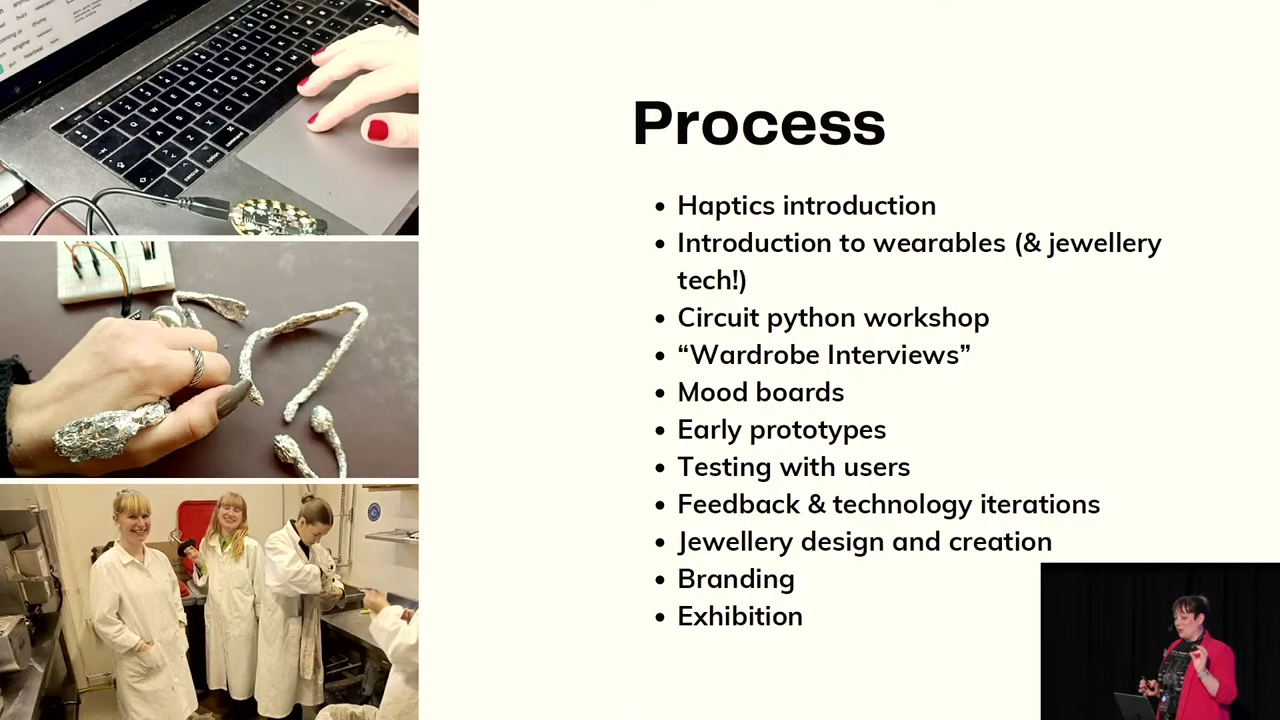 Process
Haptics introduction
Introduction to wearables (& jewellery
tech!)
Circuit python workshop
“Wardrobe Interviews”
Mood boards
Early prototypes
Testing with users
Feedback & technology iterations
Jewellery design and creation
Branding
Exhibition